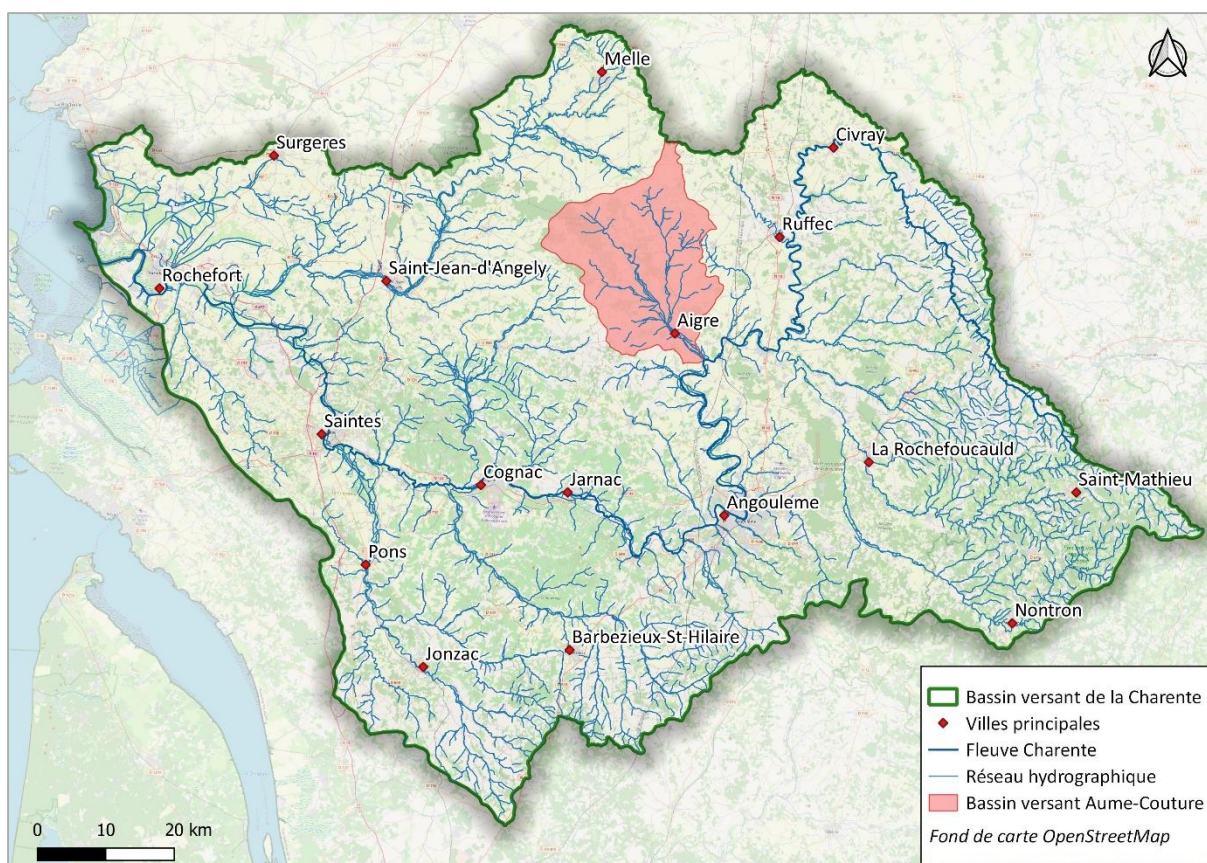 Melle
Surgeres
Civray
Ruffec
Rochefort
Saint-Jean-d'Angely
Aigre
Saintes
La Rochefoucauld
Cognac
Jarnac
Saint-Mathieu
Angouleme
Pons
Nontron
Barbezieux-St-Hilaire
Jonzac
Bassin versant de la Charente
Villes principales
Fleuve Charente
Réseau hydrographique
Bassin versant Aume-Couture
Fond de carte OpenStreetMap
0 10 20 km